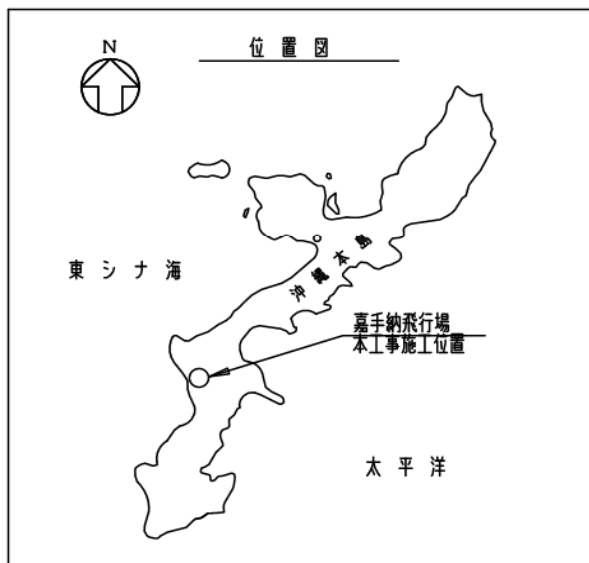 位置図
N
東シナ海
沖縄本島
嘉手納飛行場
本工事施工位置
太平洋